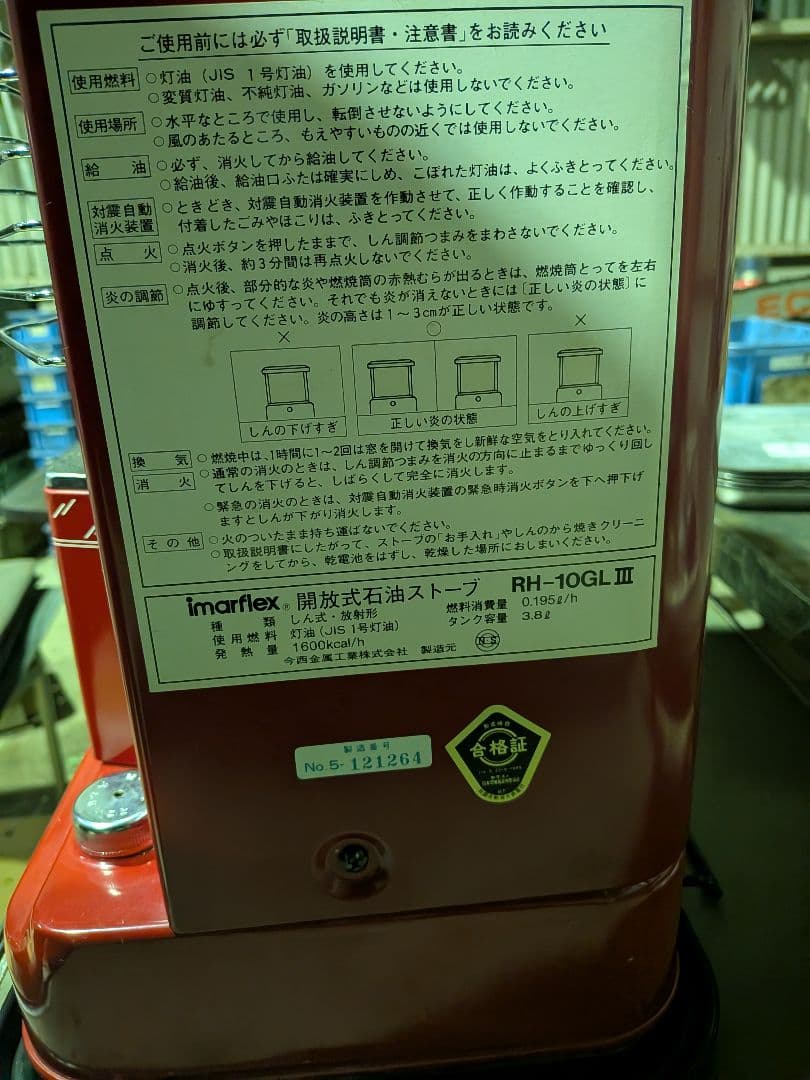 ご使用前には必ず「取扱説明書・注意書」をお読みください
使用燃料 ○灯油（JIS 1号灯油）を使用してください。
○変質灯油、不純灯油、ガソリンなどは使用しないでください。
使用場所 ○水平なところで使用し、転倒させないようにしてください。
○風のあたるところ、もえやすいものの近くでは使用しないでください。
給油 ○必ず、消火してから給油してください。
○給油後、給油口ふたは確実にしめ、こぼれた灯油は、よくふきとってください。
対震自動消火装置 ○ときどき、対震自動消火装置を作動させて、正しく作動することを確認し、
付着したごみやほこりは、ふきとってください。
点火 ○点火ボタンを押したままで、しん調節つまみをまわさないでください。
○消火後、約3分間は再点火しないでください。
炎の調節 ○点火後、部分的な炎や燃焼筒の赤熱むらが出るときは、燃焼筒とってを左右
にゆすってください。それでも炎が消えないときには〔正しい炎の状態〕に
調節してください。炎の高さは1～3cmが正しい状態です。
× ○ ×
しんの下げすぎ 正しい炎の状態 しんの上げすぎ
換気 ○燃焼中は、1時間に1～2回は窓を開けて換気をし新鮮な空気をとり入れてください。
消火 ○通常の消火のときは、しん調節つまみを消火の方向に止まるまでゆっくり回し
てしんを下げると、しばらくして完全に消火します。
○緊急の消火のときは、対震自動消火装置の緊急時消火ボタンを下へ押下げ
ますとしんが下がり消火します。
その他 ○火のついたまま持ち運ばないでください。
○取扱説明書にしたがって、ストーブの「お手入れ」やしんのから焼きクリーニ
ングをしてから、乾電池をはずし、乾燥した場所におしまいください。
imarflex® 開放式石油ストーブ RH-10GLⅢ
種類 しん式・放射形 燃料消費量 0.195ℓ/h
使用燃料 灯油（JIS 1号灯油） タンク容量 3.8ℓ
発熱量 1600kcal/h
今西金属工業株式会社 製造元
製造番号
No.5-121264
合格証